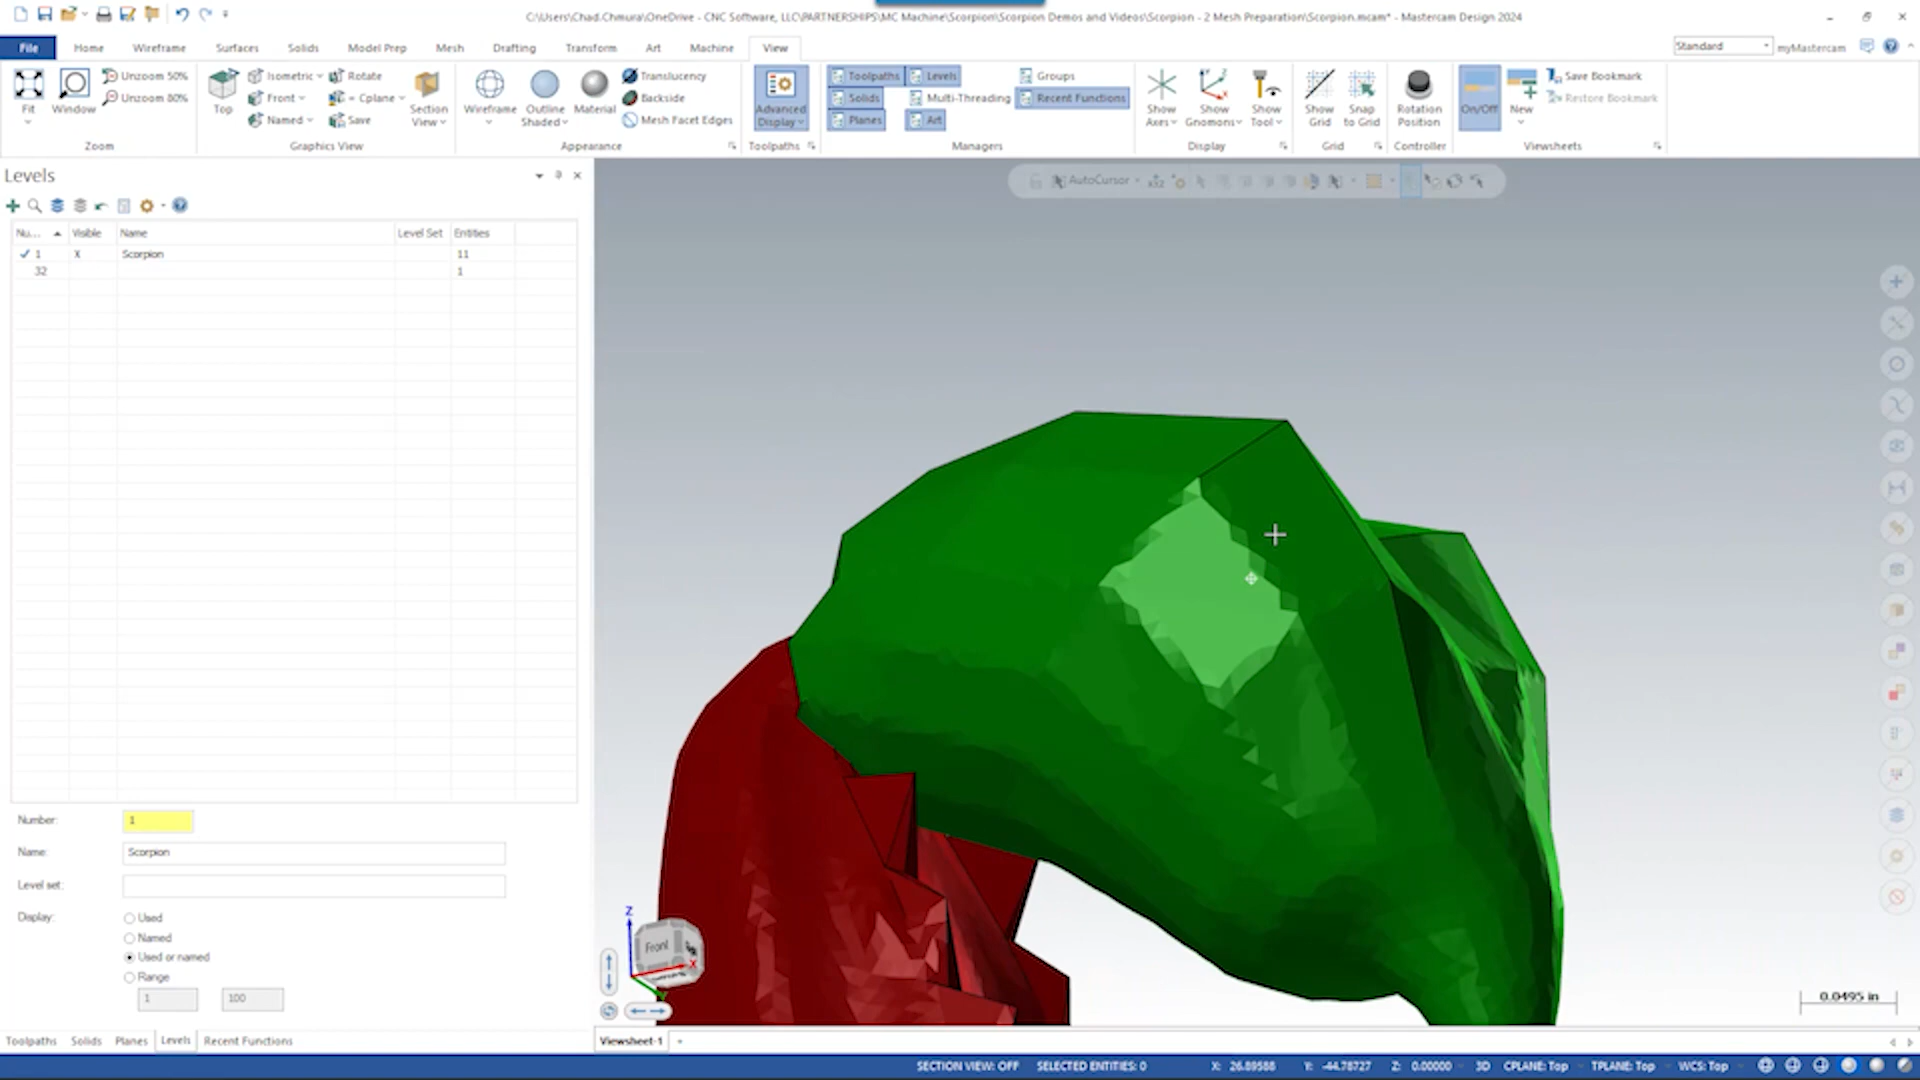 C:\Users\Chad.Chmura\OneDrive - CNC Software, LLC\PARTNERSHIPS\MC Machine\Scorpion\Scorpion Demos and Videos\Scorpion - 2 Mesh Preparation\Scorpion.mcam* - Mastercam Design 2024
File Home Wireframe Surfaces Solids Model Prep Mesh Drafting Transform Art Machine View Standard myMastercam
Fit Window Unzoom 50% Unzoom 80%
Zoom
Top Isometric Front Named Rotate = Cplane Save Section View
Graphics View
Wireframe Outline Shaded Material Translucency Backside Mesh Facet Edges
Appearance
Advanced Display
Toolpaths
Toolpaths Levels Groups
Solids Multi-Threading Recent Functions
Planes Art
Managers
Show Axes Show Gnomons Show Tool
Display
Show Grid Snap to Grid
Grid
Rotation Position
Controller
On/Off New Save Bookmark Restore Bookmark
Viewsheets
Levels
AutoCursor
Nu... Visible Name Level Set Entities
1 X Scorpion 11
32 1
Number: 1
Name: Scorpion
Level set:
Display: Used
Named
Used or named
Range
1 100
Z
Front
X
0.0495 in
Toolpaths Solids Planes Levels Recent Functions
Viewsheet-1
SECTION VIEW: OFF SELECTED ENTITIES: 0 X: 26.89588 Y: -44.78727 Z: 0.00000 3D CPLANE: Top TPLANE: Top WCS: Top